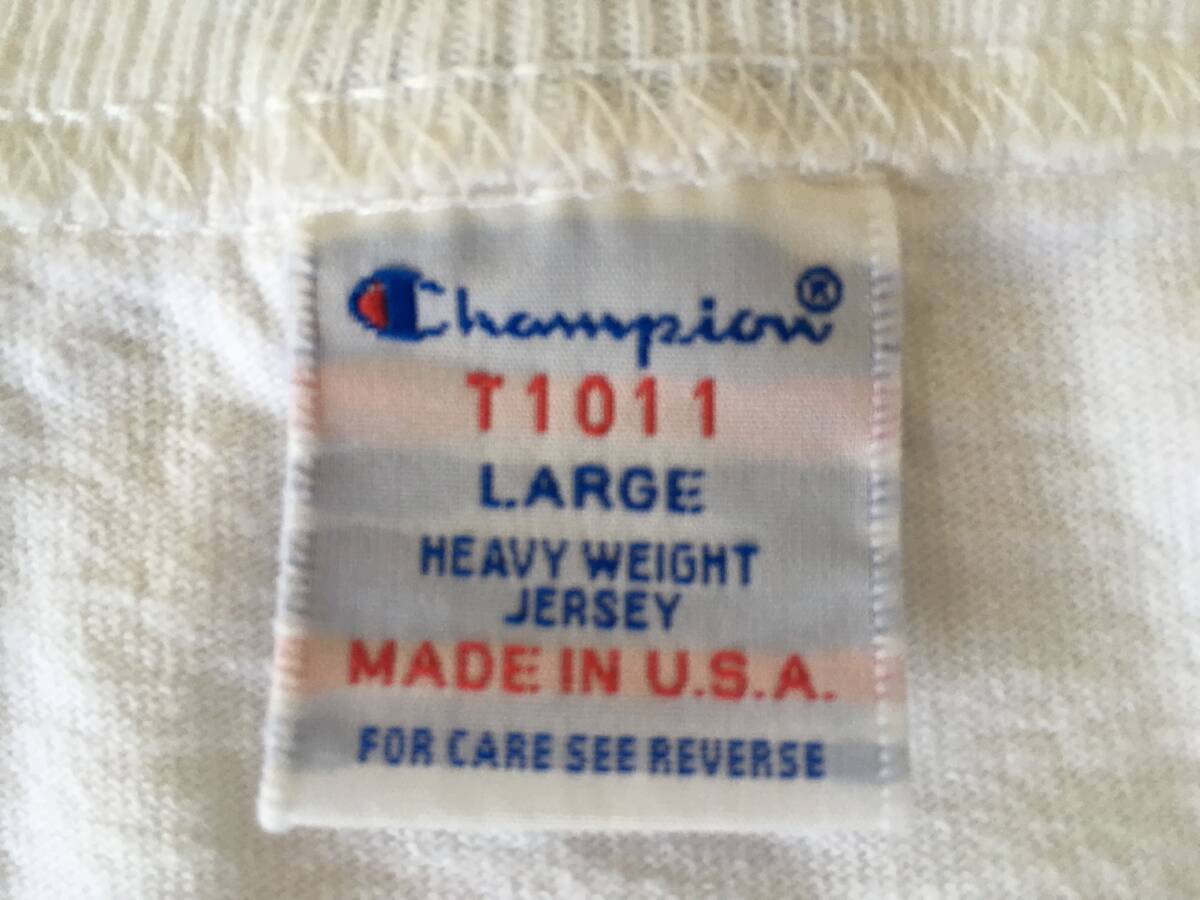 Champion®
T1011
LARGE
HEAVY WEIGHT
JERSEY
MADE IN U.S.A.
FOR CARE SEE REVERSE